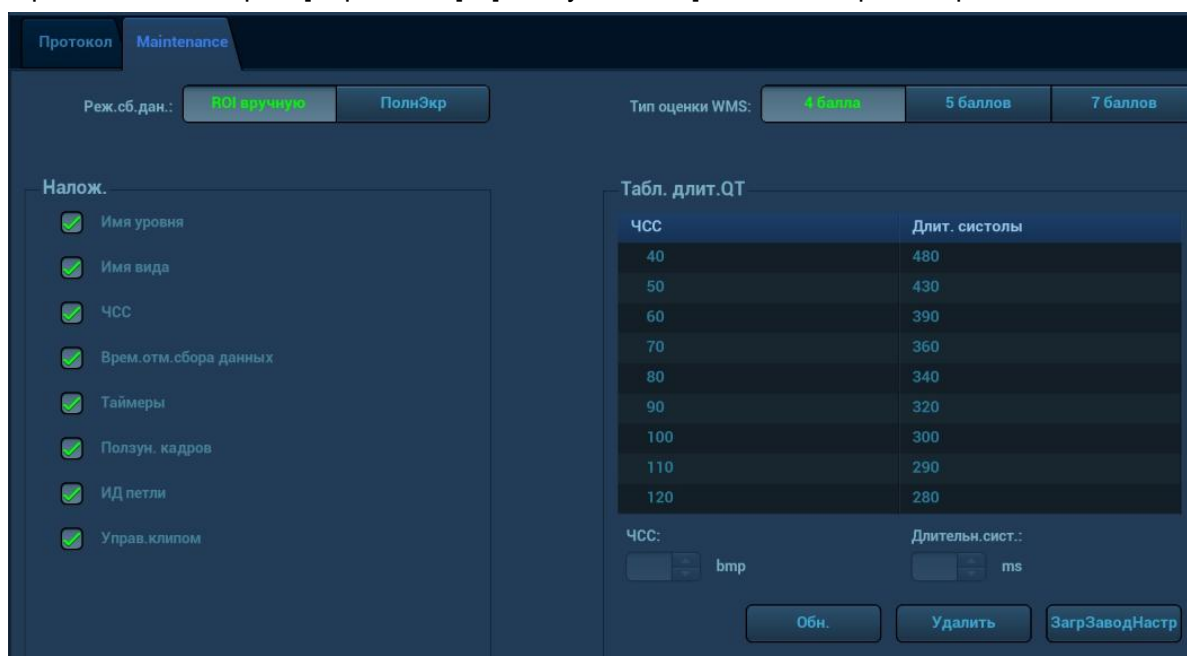 Протокол Maintenance
Реж.сб.дан.: ROI вручную ПолнЭкр Тип оценки WMS: 4 балла 5 баллов 7 баллов
Налож.
Имя уровня
Имя вида
ЧСС
Врем.отм.сбора данных
Таймеры
Ползун. кадров
ИД петли
Управ.клипом
Табл. длит.QT
ЧСС Длит. систолы
40 480
50 430
60 390
70 360
80 340
90 320
100 300
110 290
120 280
ЧСС: Длительн.сист.:
bmp ms
Обн. Удалить ЗагрЗаводНастр